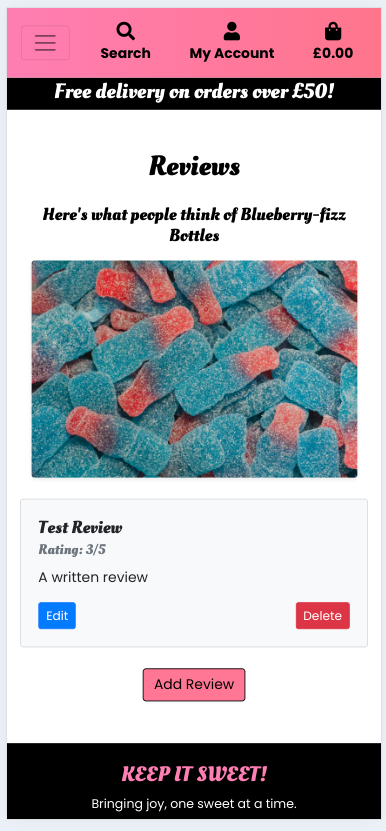 Search
My Account
£0.00
Free delivery on orders over £50!
Reviews
Here's what people think of Blueberry-fizz
Bottles
Test Review
Rating: 3/5
A written review
Edit
Delete
Add Review
KEEP IT SWEET!
Bringing joy, one sweet at a time.